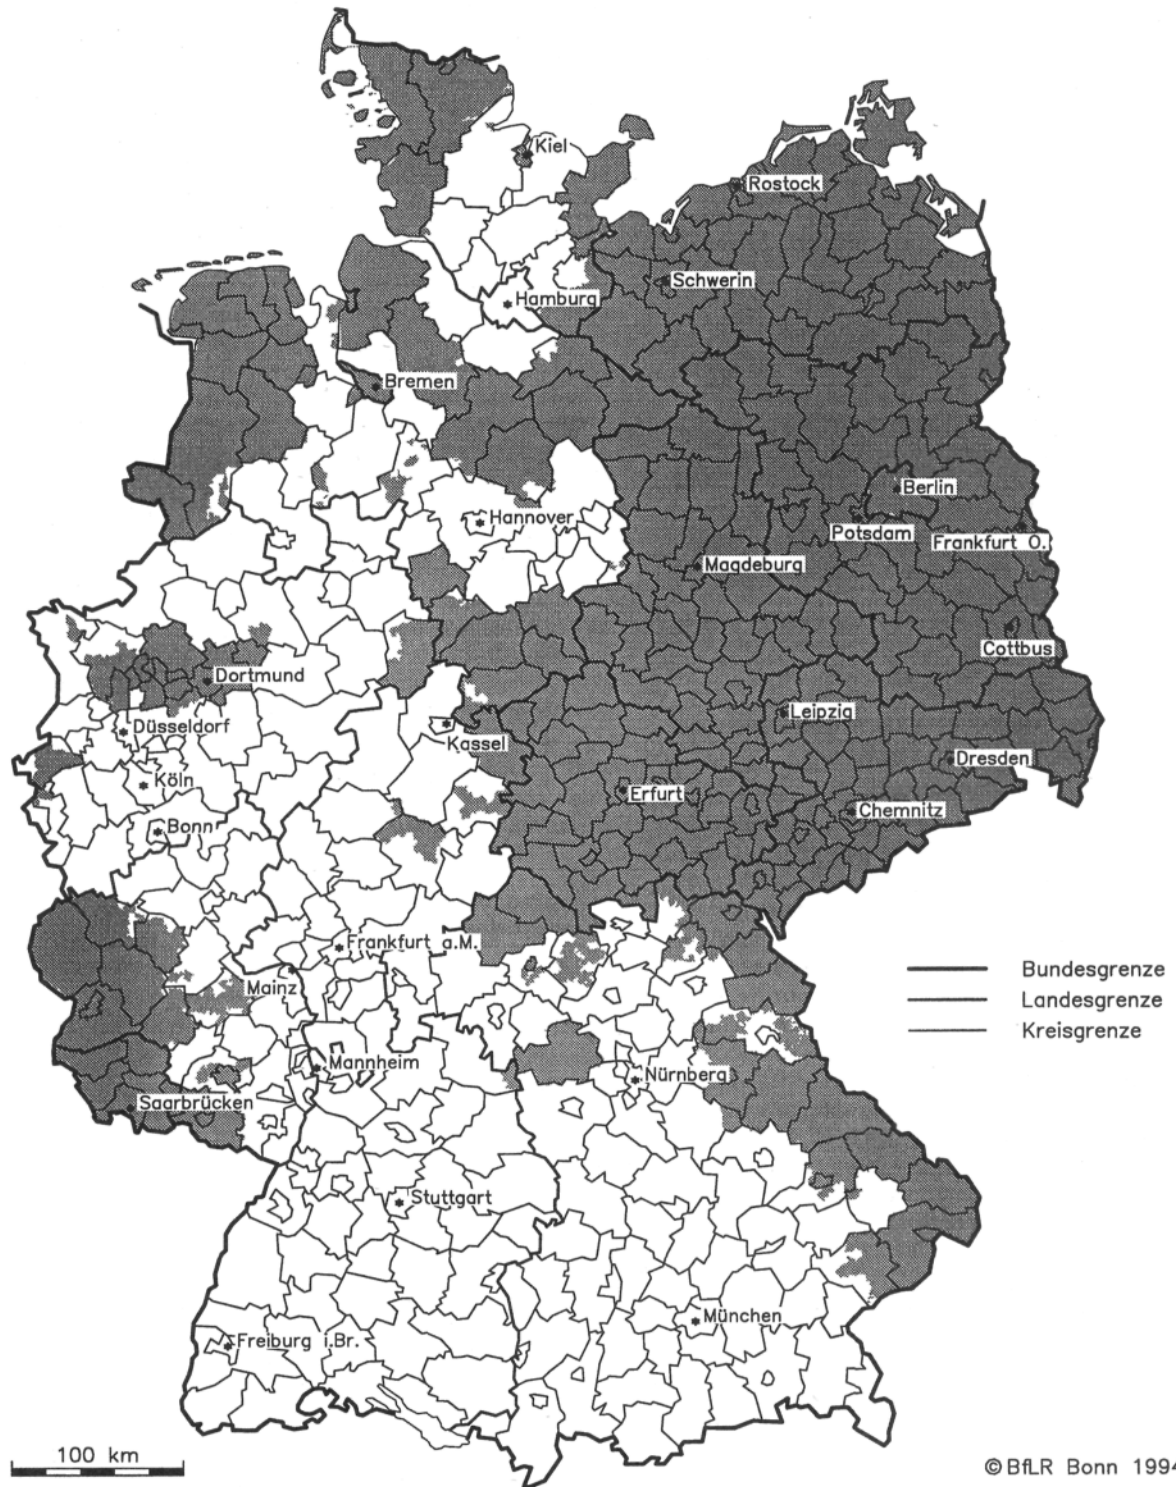 Kiel
Rostock
Schwerin
Hamburg
Bremen
Berlin
Hannover
Potsdam
Frankfurt O.
Magdeburg
Cottbus
Dortmund
Leipzig
Düsseldorf
Kassel
Dresden
Köln
Erfurt
Chemnitz
Bonn
Frankfurt a.M.
Bundesgrenze
Mainz
Landesgrenze
Kreisgrenze
Mannheim
Nürnberg
Saarbrücken
Stuttgart
München
Freiburg i.Br.
100 km
© BfLR Bonn 1994